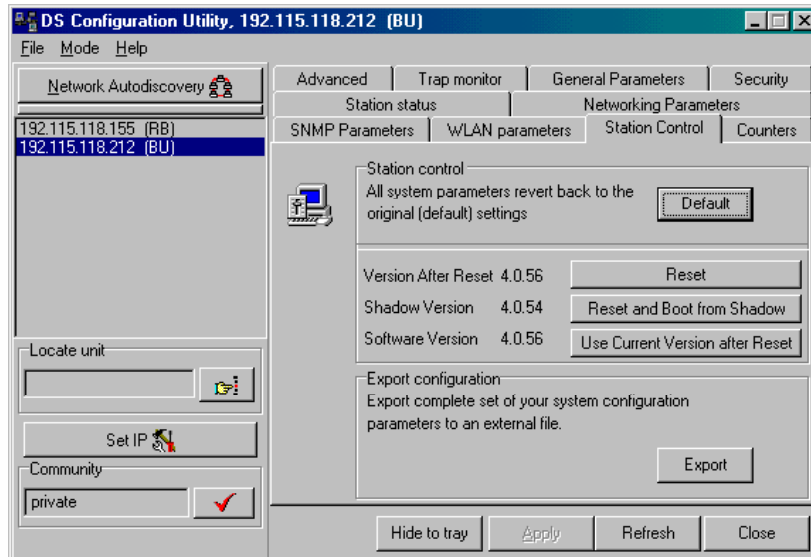 DS Configuration Utility, 192.115.118.212 (BU)
File Mode Help
Network Autodiscovery
192.115.118.155 (RB)
192.115.118.212 (BU)
Locate unit
Set IP
Community
private
Advanced Trap monitor General Parameters Security
Station status Networking Parameters
SNMP Parameters WLAN parameters Station Control Counters
Station control
All system parameters revert back to the
original (default) settings
Default
Version After Reset 4.0.56 Reset
Shadow Version 4.0.54 Reset and Boot from Shadow
Software Version 4.0.56 Use Current Version after Reset
Export configuration
Export complete set of your system configuration
parameters to an external file.
Export
Hide to tray Apply Refresh Close